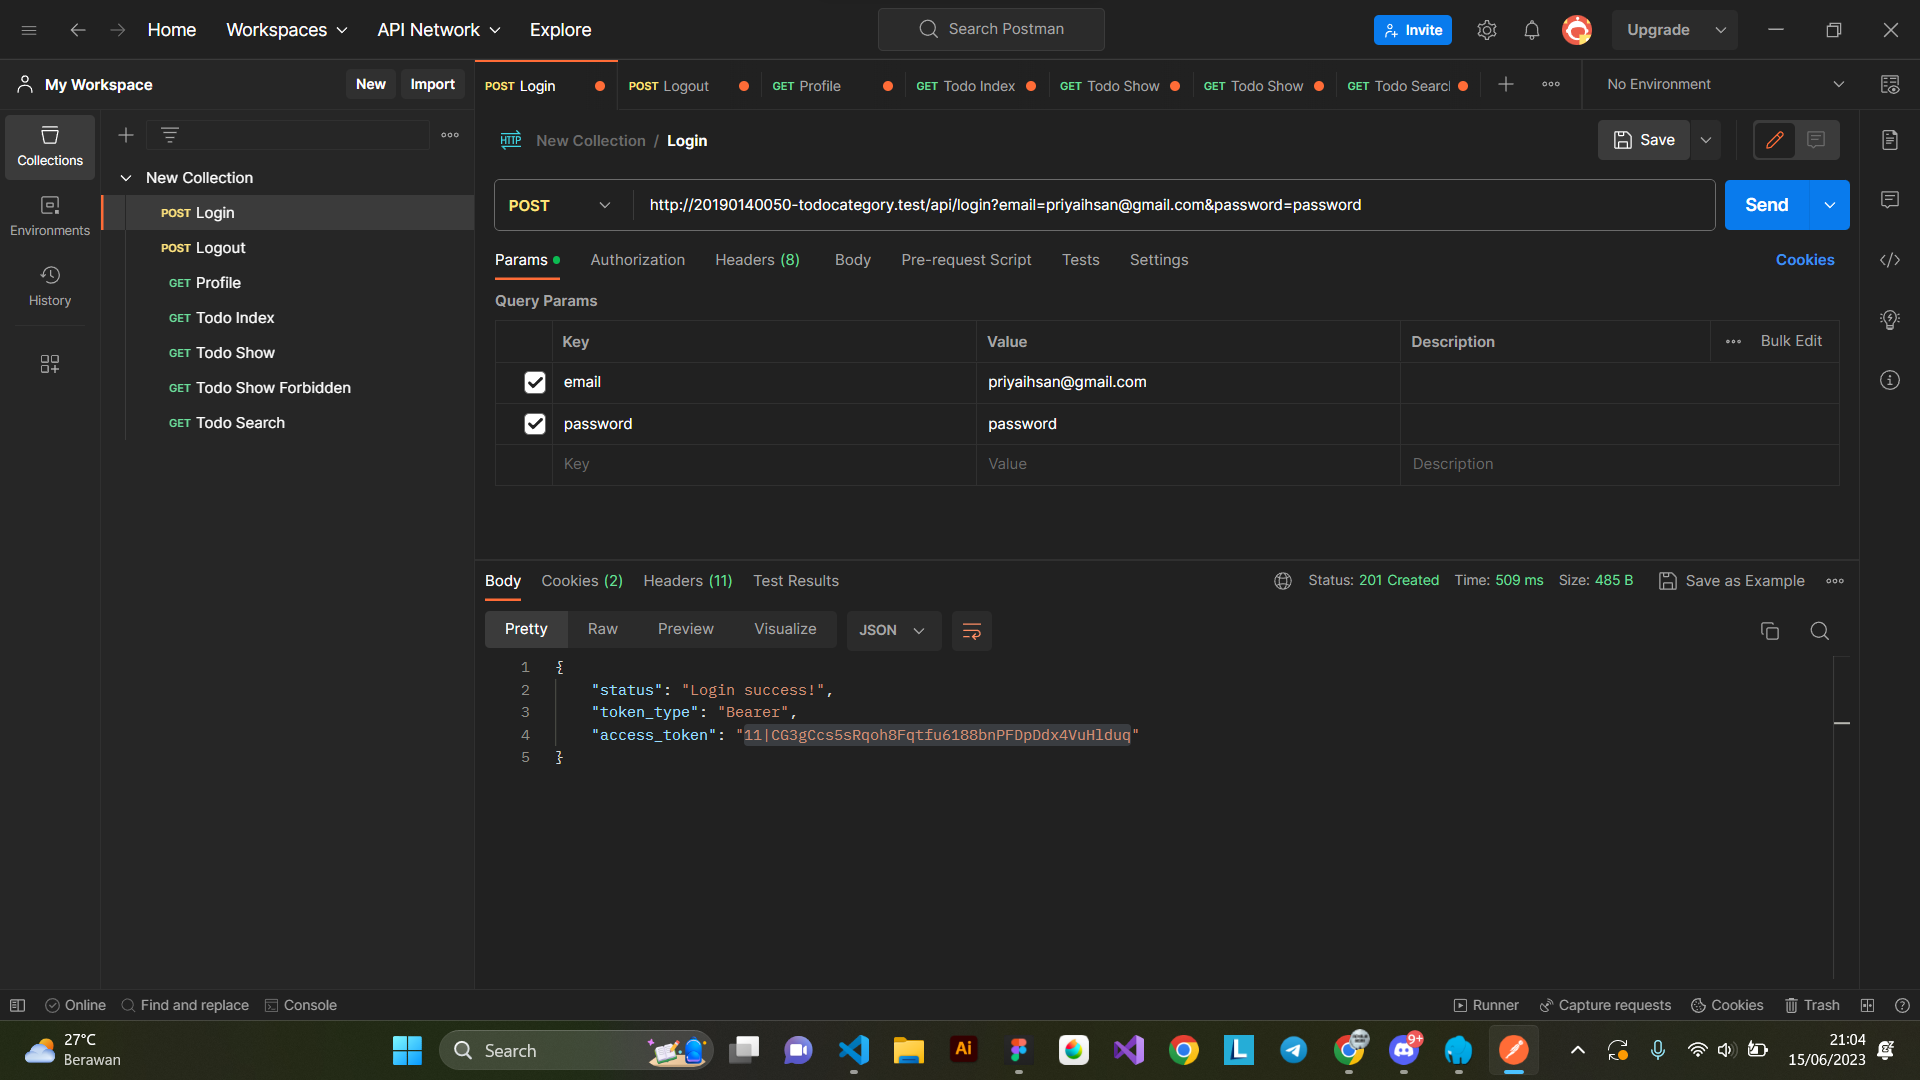 Home Workspaces API Network Explore Search Postman Invite Upgrade
My Workspace New Import POST Login POST Logout GET Profile GET Todo Index GET Todo Show GET Todo Show GET Todo Searc No Environment
New Collection / Login Save
Collections
New Collection
POST Login
POST Logout
GET Profile
GET Todo Index
GET Todo Show
GET Todo Show Forbidden
GET Todo Search
Environments
History
HTTP
POST http://20190140050-todocategory.test/api/login?email=priyaihsan@gmail.com&password=password Send
Params Authorization Headers (8) Body Pre-request Script Tests Settings Cookies
Query Params
Key Value Description Bulk Edit
email priyaihsan@gmail.com
password password
Key Value Description
Body Cookies (2) Headers (11) Test Results Status: 201 Created Time: 509 ms Size: 485 B Save as Example
Pretty Raw Preview Visualize JSON
1 {
2 "status": "Login success!",
3 "token_type": "Bearer",
4 "access_token": "11|CG3gCcs5sRqoh8Fqtfu6188bnPFDpDdx4VuHlduq"
5 }
Online Find and replace Console Runner Capture requests Cookies Trash
27°C
Berawan
Search
Ai
L
9+
21:04
15/06/2023